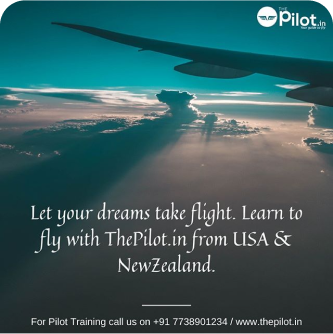 THE
Pilot.in
Let your dreams take flight. Learn to
fly with ThePilot.in from USA &
NewZealand.
For Pilot Training call us on +91 7738901234 / www.thepilot.in